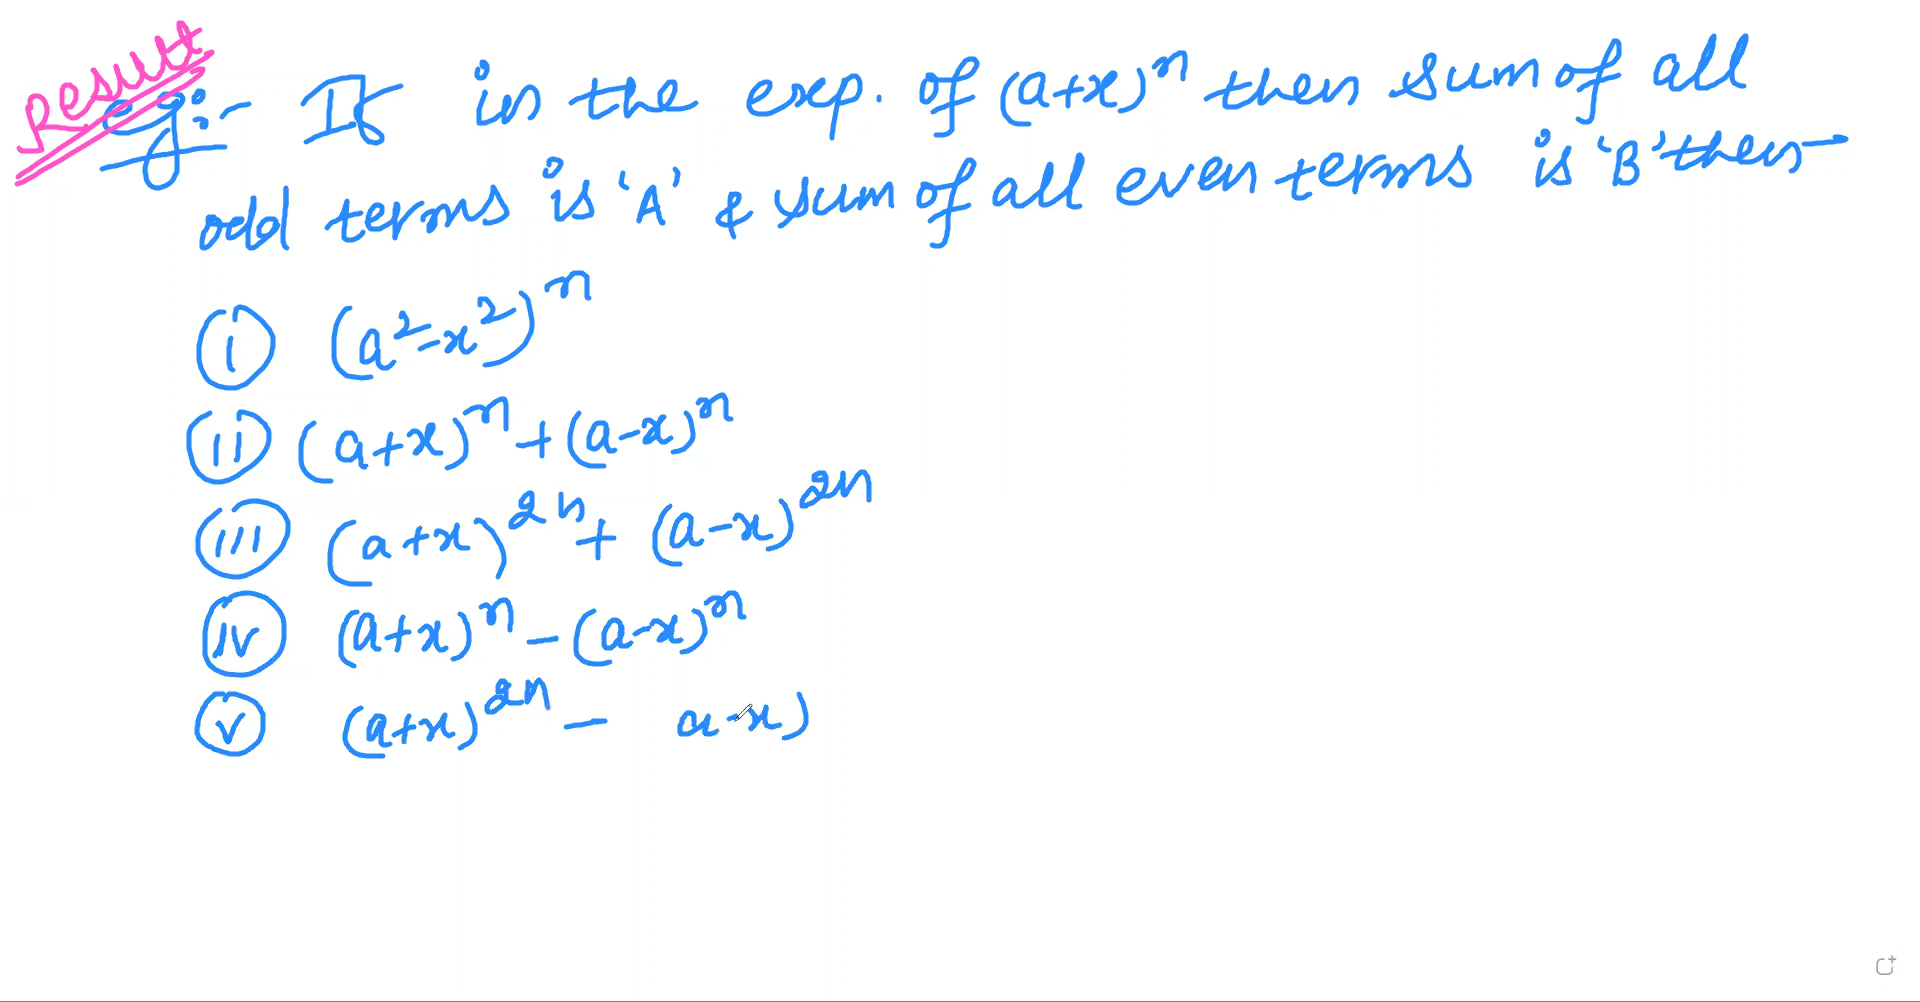 Result
eg:- If in the exp. of (a+x)^n then sum of all
odd terms is 'A' & sum of all even terms is 'B' then
(i) (a²-x²)^n
(ii) (a+x)^n + (a-x)^n
(iii) (a+x)^2n + (a-x)^2n
(iv) (a+x)^n - (a-x)^n
(v) (a+x)^2n - a-x)